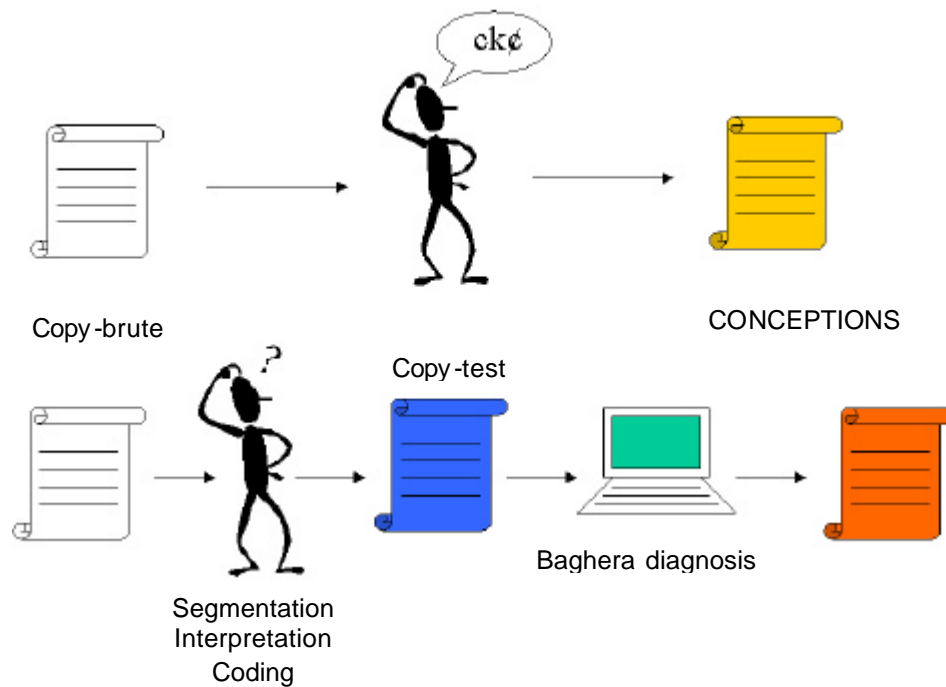 ck¢
Copy-brute
CONCEPTIONS
?
Copy-test
Baghera diagnosis
Segmentation
Interpretation
Coding